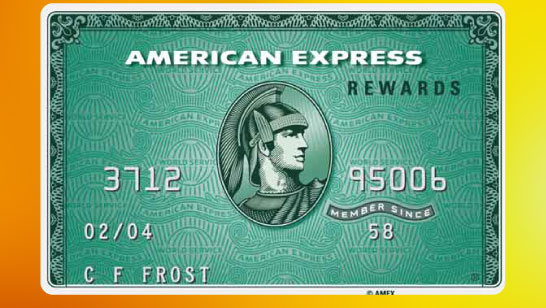 AMERICAN EXPRESS
REWARDS
3712 95006
MEMBER SINCE
02/04 58
C F FROST
© AMEX